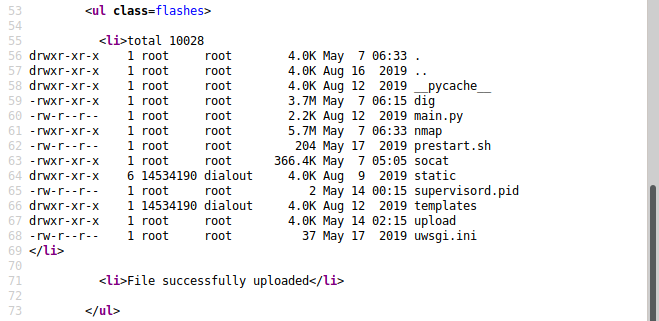 53 <ul class=flashes>
54
55 <li>total 10028
56 drwxr-xr-x 1 root root 4.0K May 7 06:33 .
57 drwxr-xr-x 1 root root 4.0K Aug 16 2019 ..
58 drwxr-xr-x 1 root root 4.0K Aug 12 2019 __pycache__
59 -rwxr-xr-x 1 root root 3.7M May 7 06:15 dig
60 -rw-r--r-- 1 root root 2.2K Aug 12 2019 main.py
61 -rwxr-xr-x 1 root root 5.7M May 7 06:33 nmap
62 -rw-r--r-- 1 root root 204 May 17 2019 prestart.sh
63 -rwxr-xr-x 1 root root 366.4K May 7 05:05 socat
64 drwxr-xr-x 6 14534190 dialout 4.0K Aug 9 2019 static
65 -rw-r--r-- 1 root root 2 May 14 00:15 supervisord.pid
66 drwxr-xr-x 1 14534190 dialout 4.0K Aug 12 2019 templates
67 drwxr-xr-x 1 root root 4.0K May 14 02:15 upload
68 -rw-r--r-- 1 root root 37 May 17 2019 uwsgi.ini
69 </li>
70
71 <li>File successfully uploaded</li>
72
73 </ul>